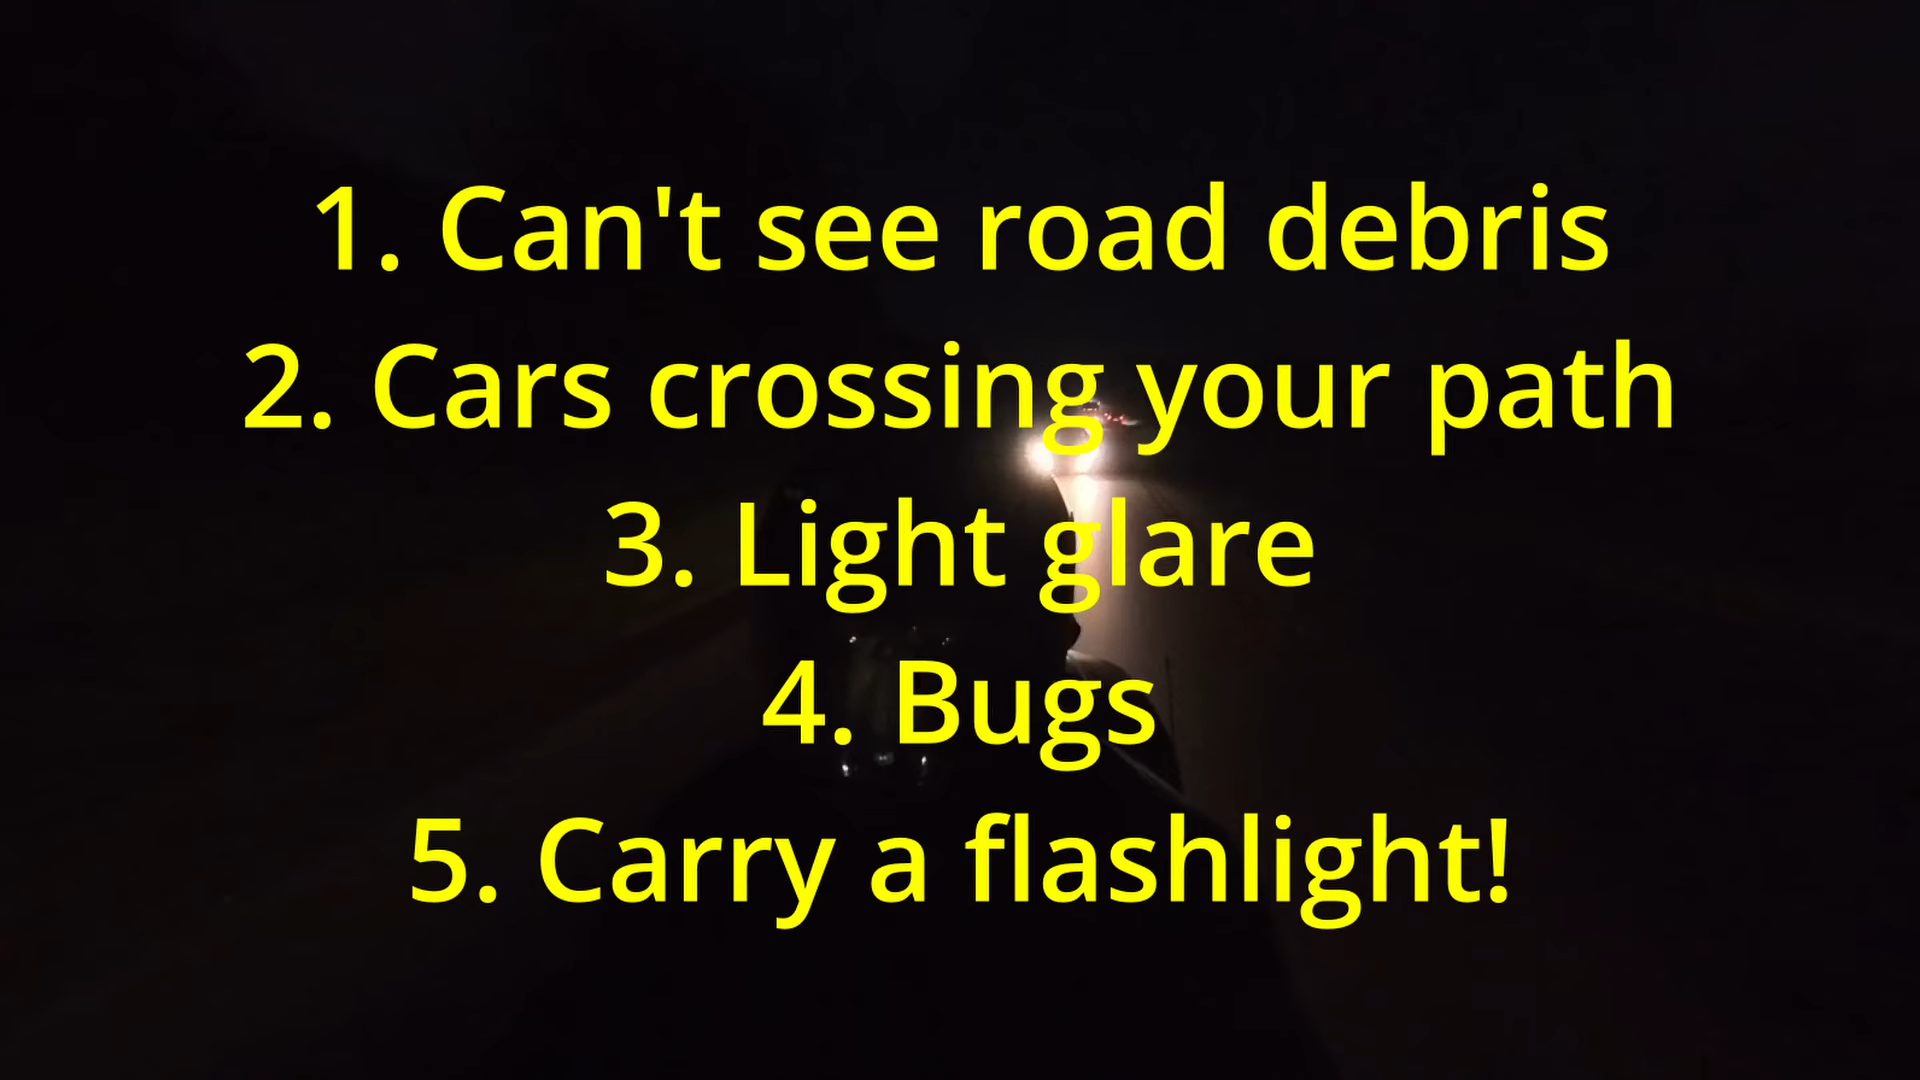 1. Can't see road debris
2. Cars crossing your path
3. Light glare
4. Bugs
5. Carry a flashlight!